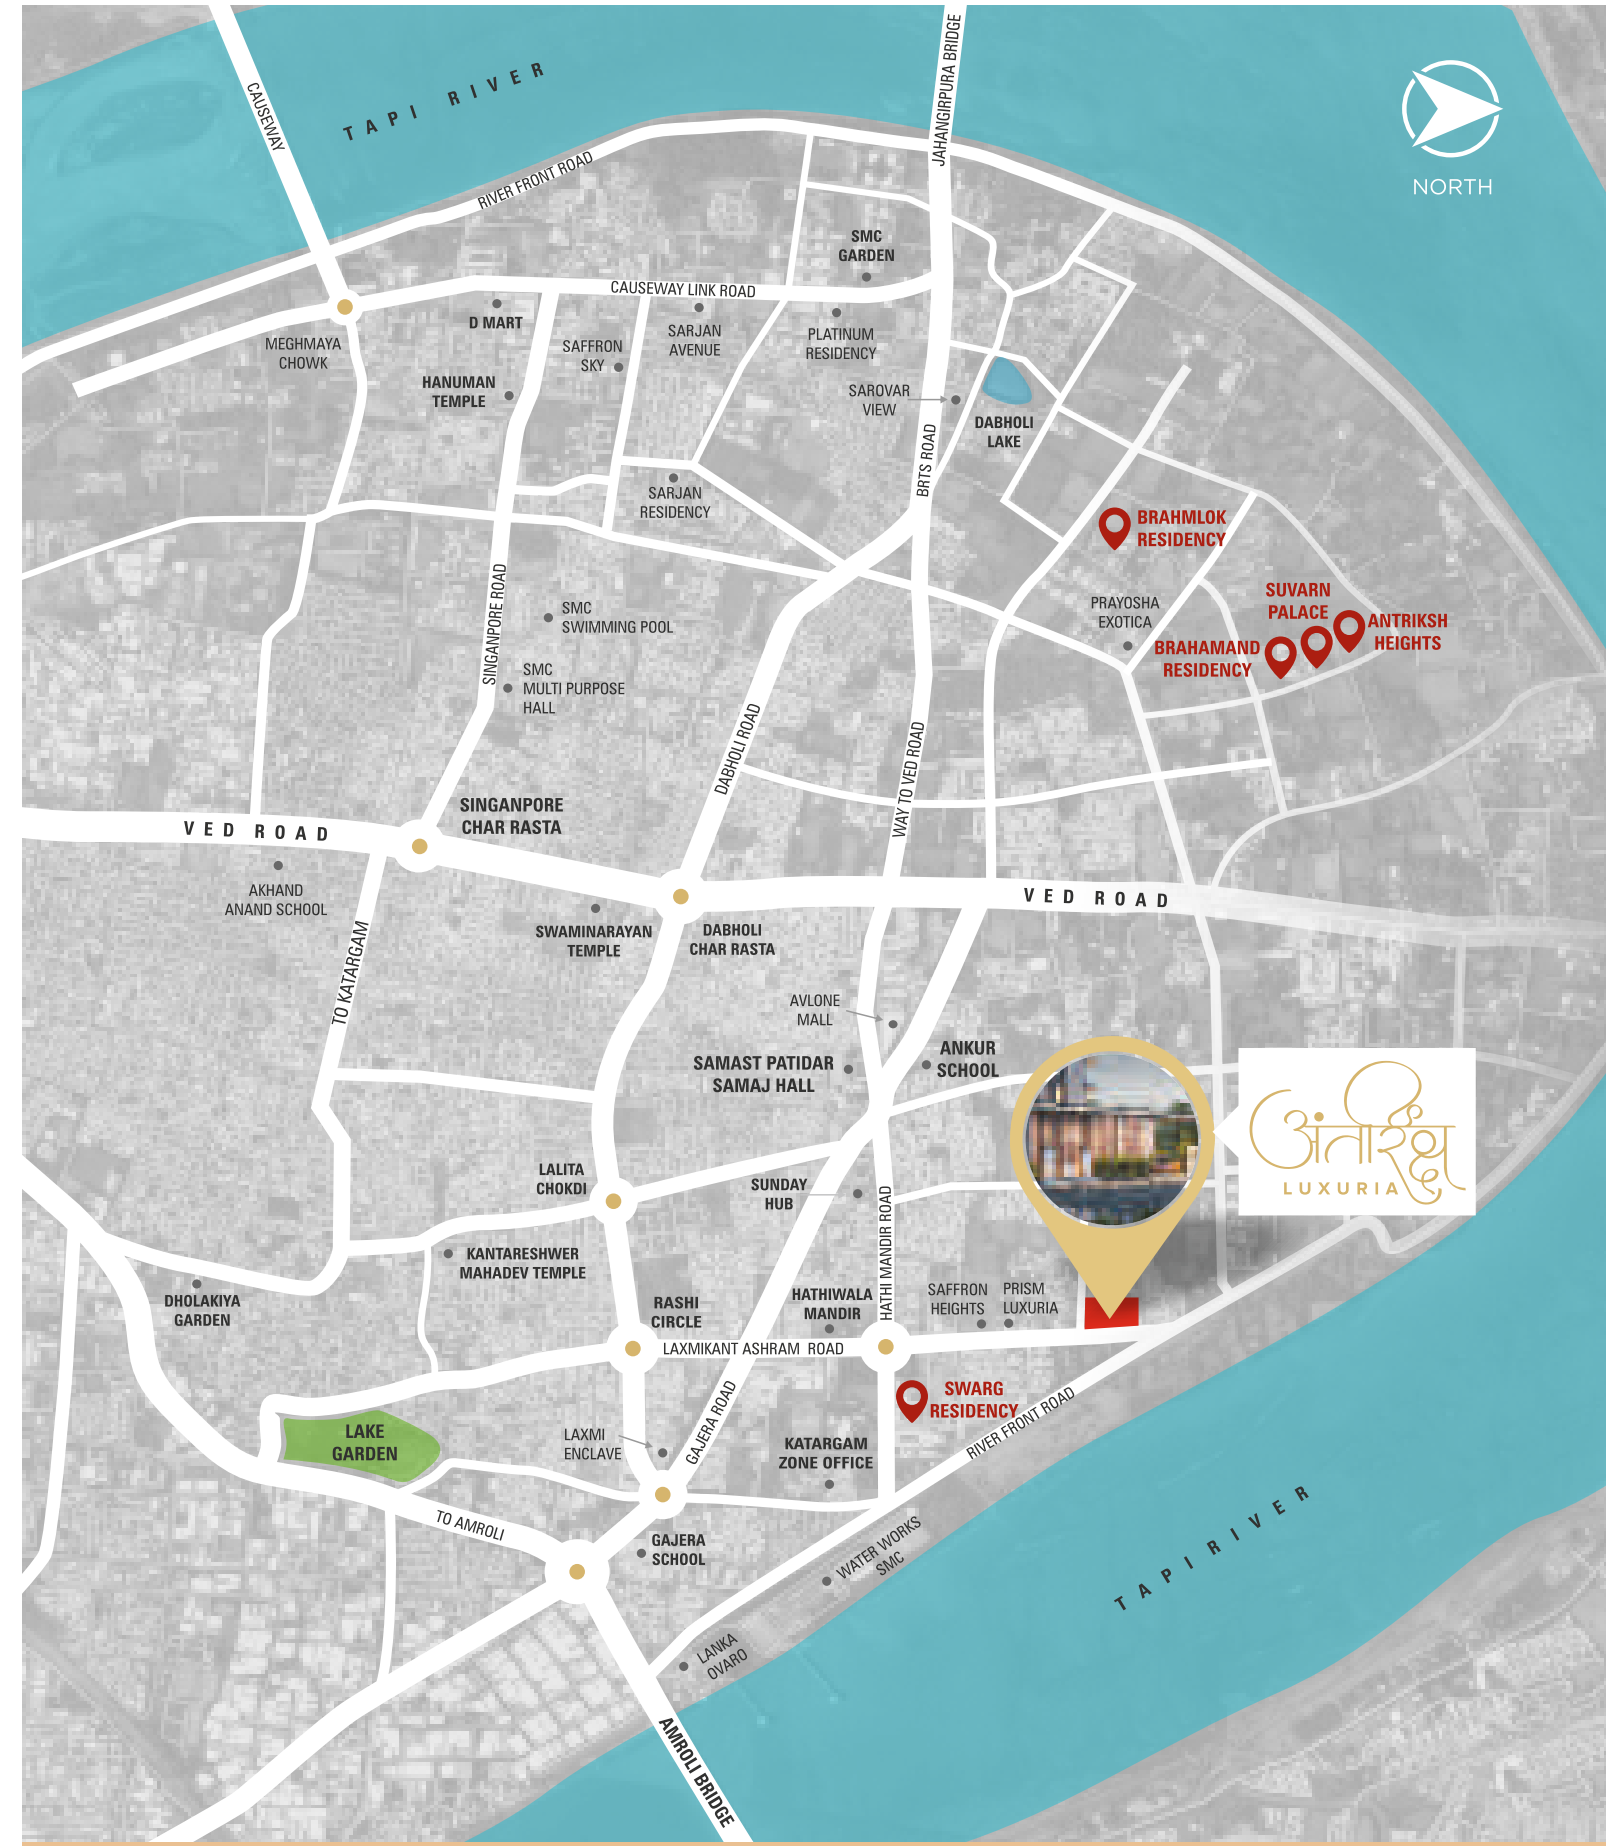 CAUSEWAY
TAPI RIVER
JAHANGIRPURA BRIDGE
NORTH
RIVER FRONT ROAD
SMC
GARDEN
CAUSEWAY LINK ROAD
D MART
MEGHMAYA
CHOWK
SAFFRON
SKY
SARJAN
AVENUE
PLATINUM
RESIDENCY
HANUMAN
TEMPLE
SAROVAR
VIEW
DABHOLI
LAKE
BRTS ROAD
SARJAN
RESIDENCY
BRAHMLOK
RESIDENCY
SINGANPORE ROAD
SMC
SWIMMING POOL
PRAYOSHA
EXOTICA
SUVARN
PALACE
ANTRIKSH
HEIGHTS
BRAHAMAND
RESIDENCY
SMC
MULTI PURPOSE
HALL
DABHOLI ROAD
WAY TO VED ROAD
SINGANPORE
CHAR RASTA
VED ROAD
AKHAND
ANAND SCHOOL
VED ROAD
SWAMINARAYAN
TEMPLE
DABHOLI
CHAR RASTA
TO KATARGAM
AVLONE
MALL
SAMAST PATIDAR
SAMAJ HALL
ANKUR
SCHOOL
अंतरिक्ष
LUXURIA
LALITA
CHOKDI
SUNDAY
HUB
HATHI MANDIR ROAD
KANTARESHWER
MAHADEV TEMPLE
DHOLAKIYA
GARDEN
RASHI
CIRCLE
HATHIWALA
MANDIR
SAFFRON
HEIGHTS
PRISM
LUXURIA
LAXMIKANT ASHRAM ROAD
SWARG
RESIDENCY
GAJERA ROAD
RIVER FRONT ROAD
LAKE
GARDEN
LAXMI
ENCLAVE
KATARGAM
ZONE OFFICE
TO AMROLI
GAJERA
SCHOOL
WATER WORKS
SMC
TAPI RIVER
LANKA
OVARO
AMROLI BRIDGE